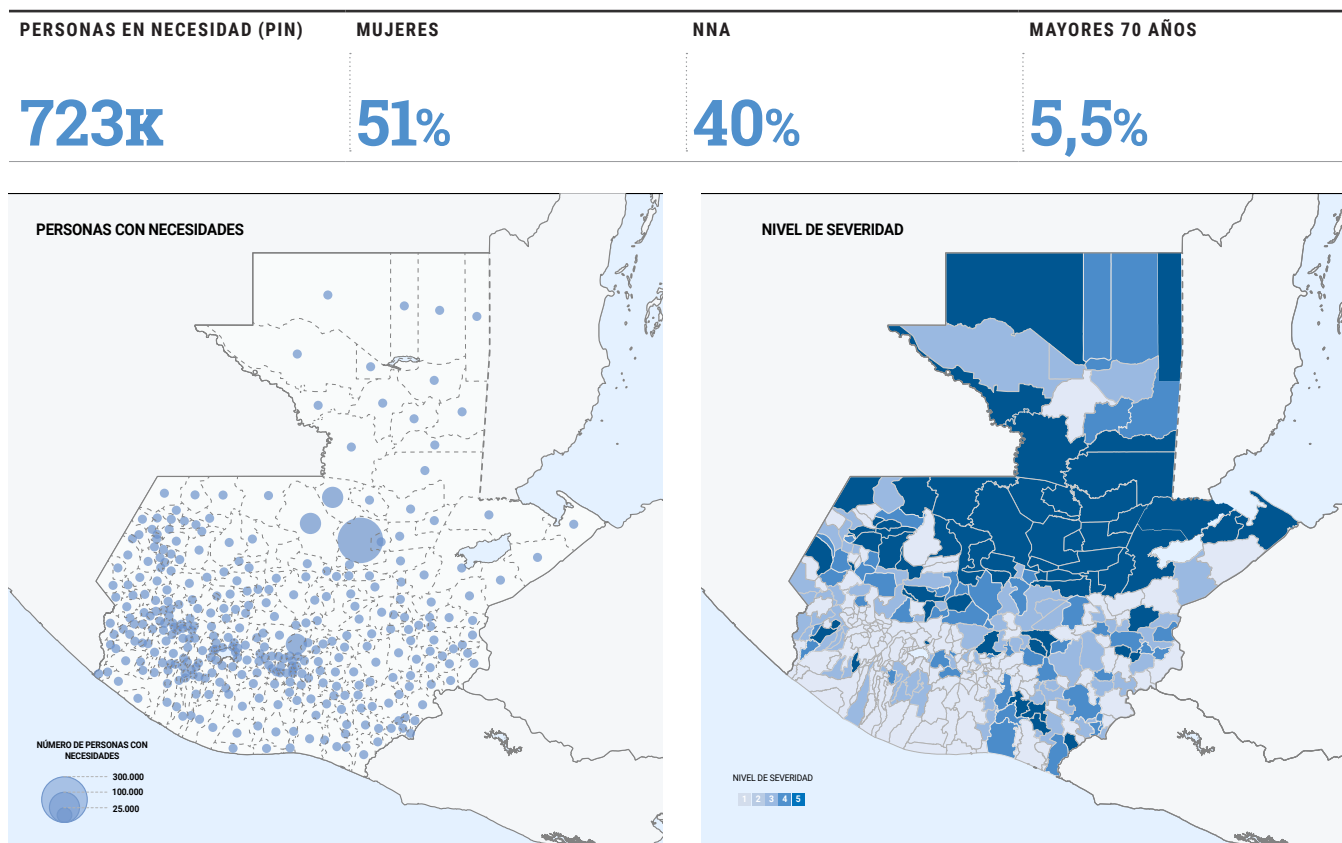 PERSONAS EN NECESIDAD (PIN)
MUJERES
NNA
MAYORES 70 AÑOS
723K
51%
40%
5,5%
PERSONAS CON NECESIDADES
NÚMERO DE PERSONAS CON
NECESIDADES
300.000
100.000
25.000
NIVEL DE SEVERIDAD
NIVEL DE SEVERIDAD
1 2 3 4 5